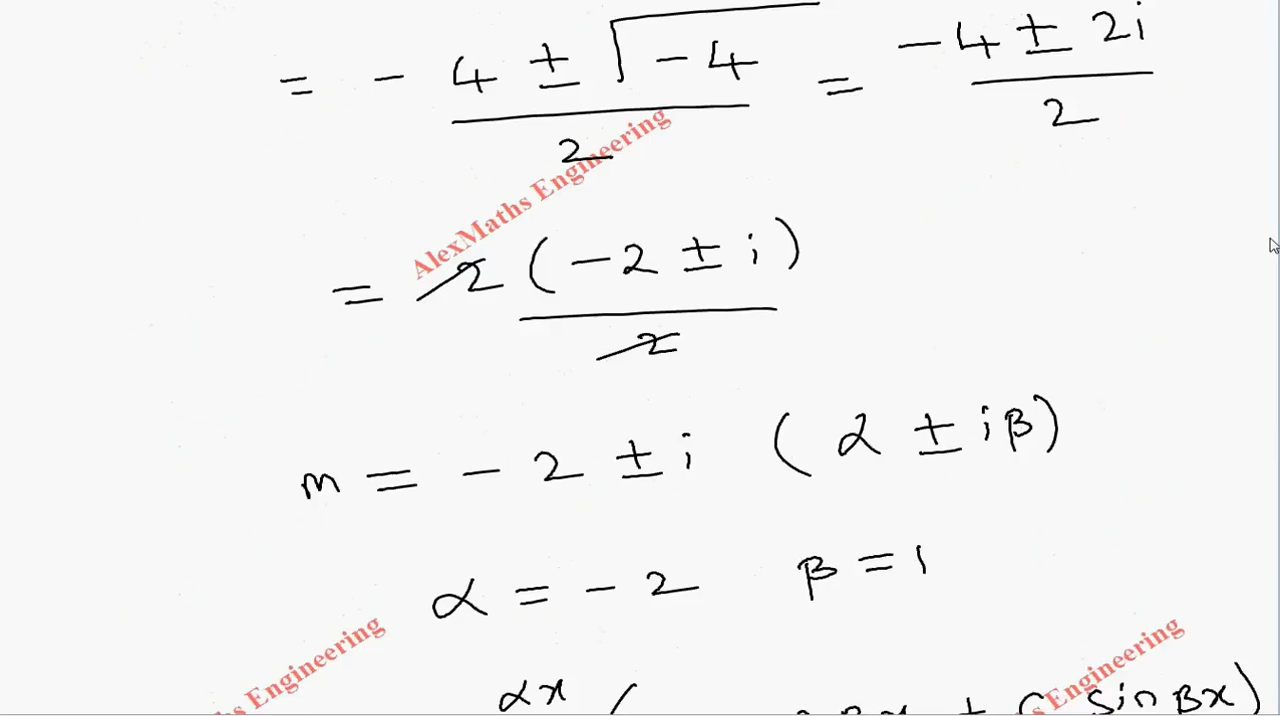 = - 4 ± √-4 / 2 = -4 ± 2i / 2
AlexMaths Engineering
= 2 (-2 ± i) / 2
m = -2 ± i (α ± iβ)
α = -2 β = 1
Engineering
Engineering
αx ( βx + C sinβx)